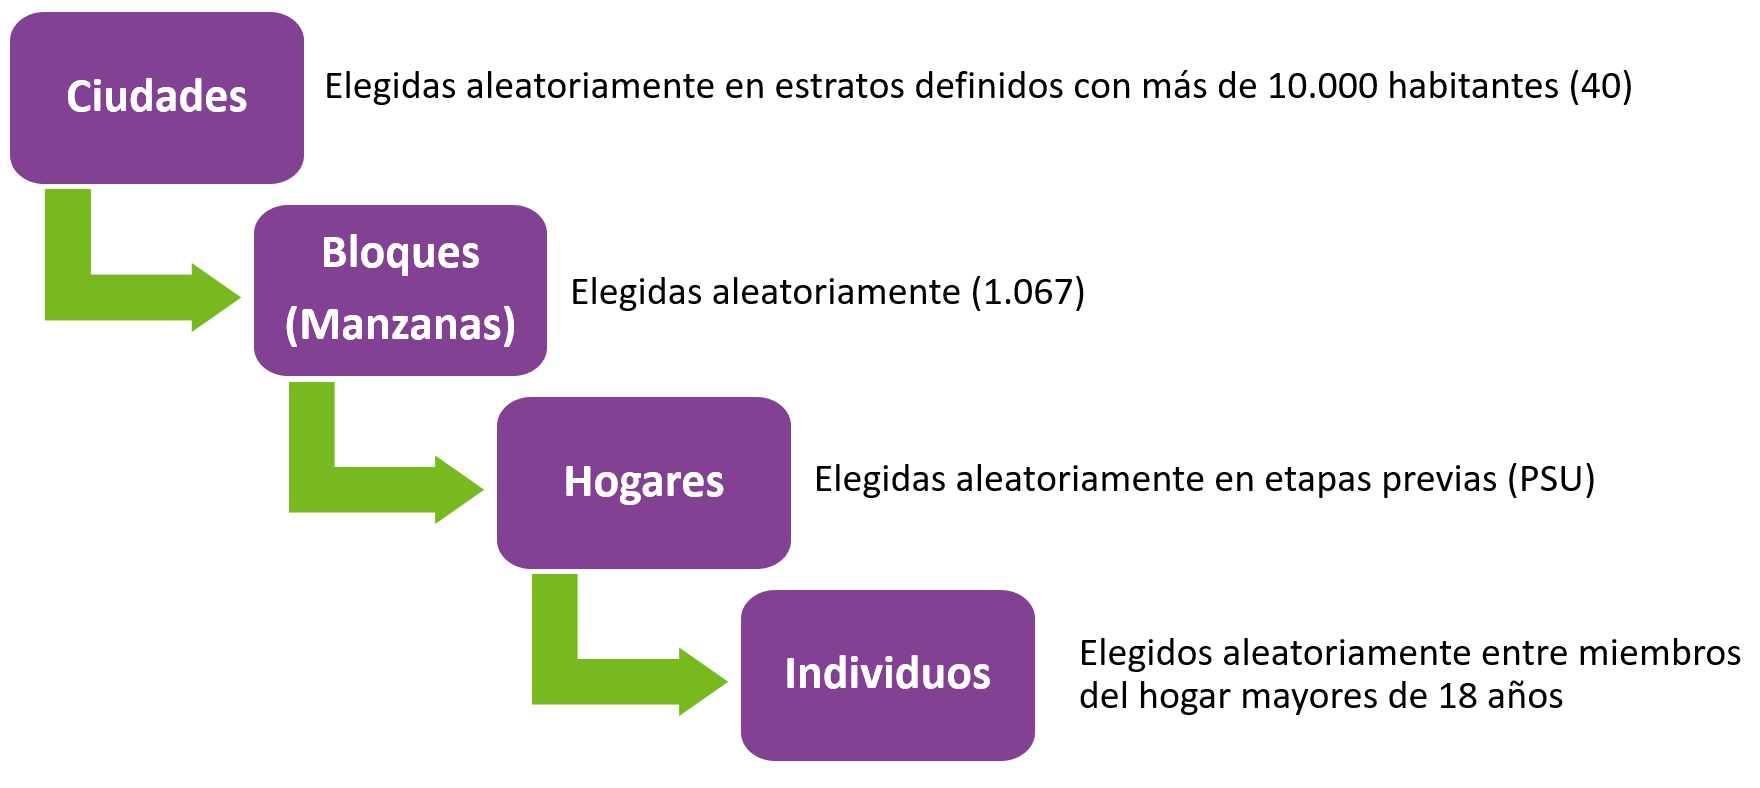 Ciudades
Elegidas aleatoriamente en estratos definidos con más de 10.000 habitantes (40)
Bloques
(Manzanas)
Elegidas aleatoriamente (1.067)
Hogares
Elegidas aleatoriamente en etapas previas (PSU)
Individuos
Elegidos aleatoriamente entre miembros
del hogar mayores de 18 años